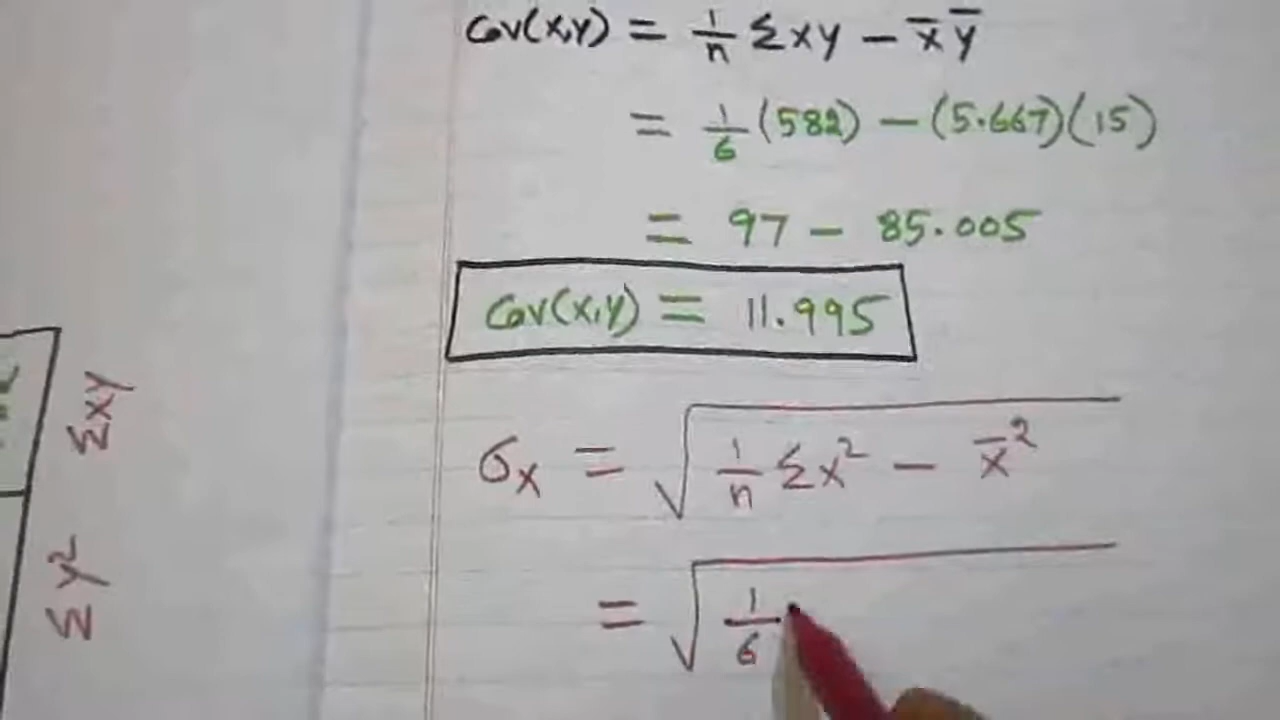 Cov(x,y) = 1/n Σxy − x̅ y̅
= 1/6 (582) − (5.667)(15)
= 97 − 85.005
Cov(x,y) = 11.995
σx = √(1/n Σx² − x̅²)
= √(1/6
Σxy
Σy²